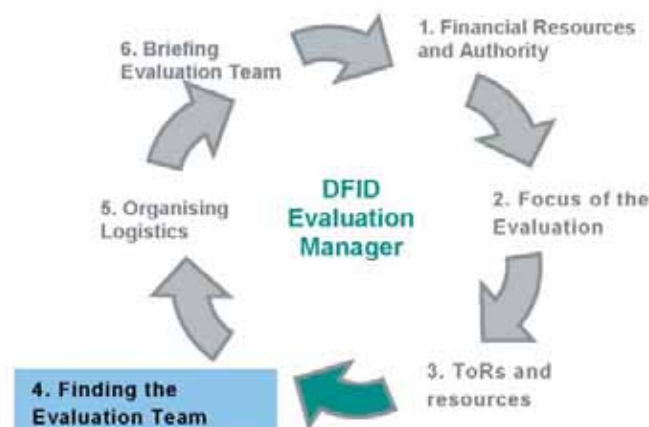 1. Financial Resources
and Authority
2. Focus of the
Evaluation
3. ToRs and
resources
4. Finding the
Evaluation Team
5. Organising
Logistics
6. Briefing
Evaluation Team
DFID
Evaluation
Manager